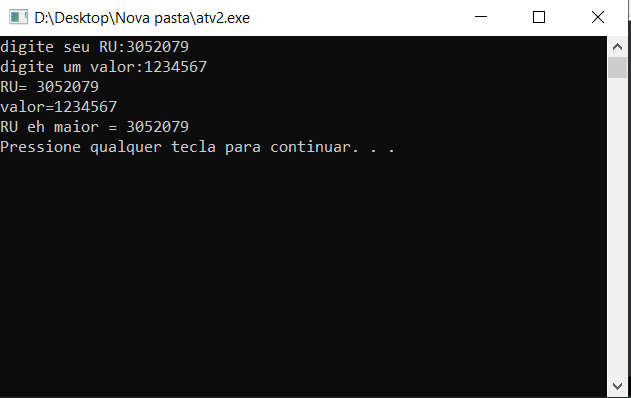 D:\Desktop\Nova pasta\atv2.exe
digite seu RU:3052079
digite um valor:1234567
RU= 3052079
valor=1234567
RU eh maior = 3052079
Pressione qualquer tecla para continuar. . .